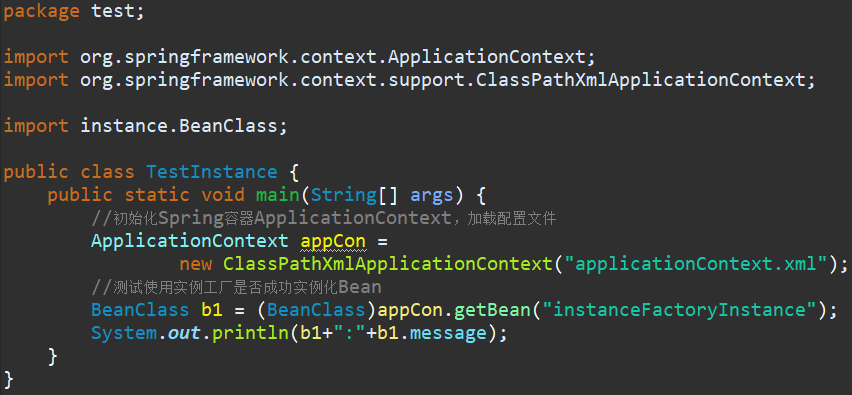 package test;
import org.springframework.context.ApplicationContext;
import org.springframework.context.support.ClassPathXmlApplicationContext;
import instance.BeanClass;
public class TestInstance {
    public static void main(String[] args) {
        //初始化Spring容器ApplicationContext，加载配置文件
        ApplicationContext appCon =
                new ClassPathXmlApplicationContext("applicationContext.xml");
        //测试使用实例工厂是否成功实例化Bean
        BeanClass b1 = (BeanClass)appCon.getBean("instanceFactoryInstance");
        System.out.println(b1+":"+b1.message);
    }
}